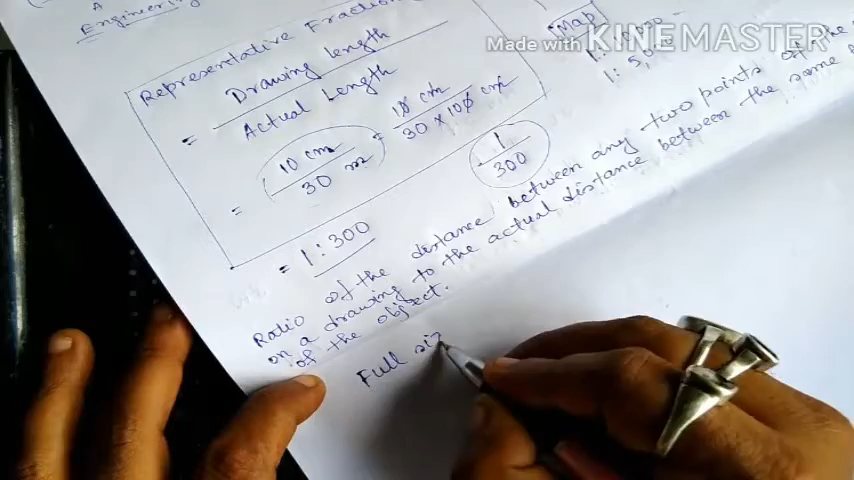 Engineering
Representative Fraction
= Drawing length
Actual Length
= 10 cm
30 m
= 10 cm
30 × 100 cm
1
300
= 1:300
Map
1:
1: 5,
Ratio of the distance between any two points of the
on a drawing to the actual distance between the same
of the object.
Full siz
Made with KINEMASTER